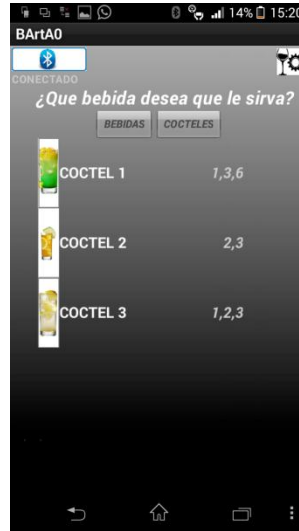 14% 15:20
BArtA0
CONECTADO
¿Que bebida desea que le sirva?
BEBIDAS COCTELES
COCTEL 1 1,3,6
COCTEL 2 2,3
COCTEL 3 1,2,3